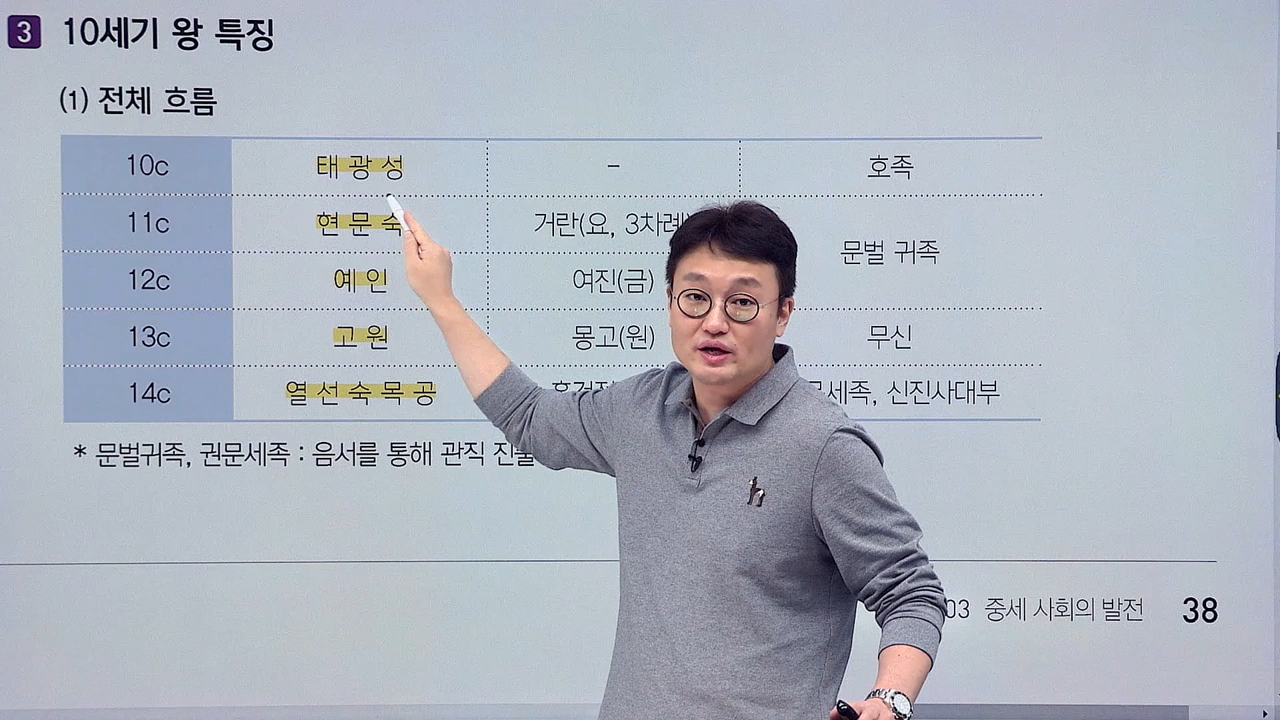 3 10세기 왕 특징
(1) 전체 흐름
10c 태 광 성 - 호족
11c 현 문 숙 거란(요, 3차례)
문벌 귀족
12c 예 인 여진(금)
13c 고 원 몽고(원) 무신
14c 열 선 숙 목 공 신진사대부
* 문벌귀족, 권문세족 : 음서를 통해 관직
03 중세 사회의 발전 38